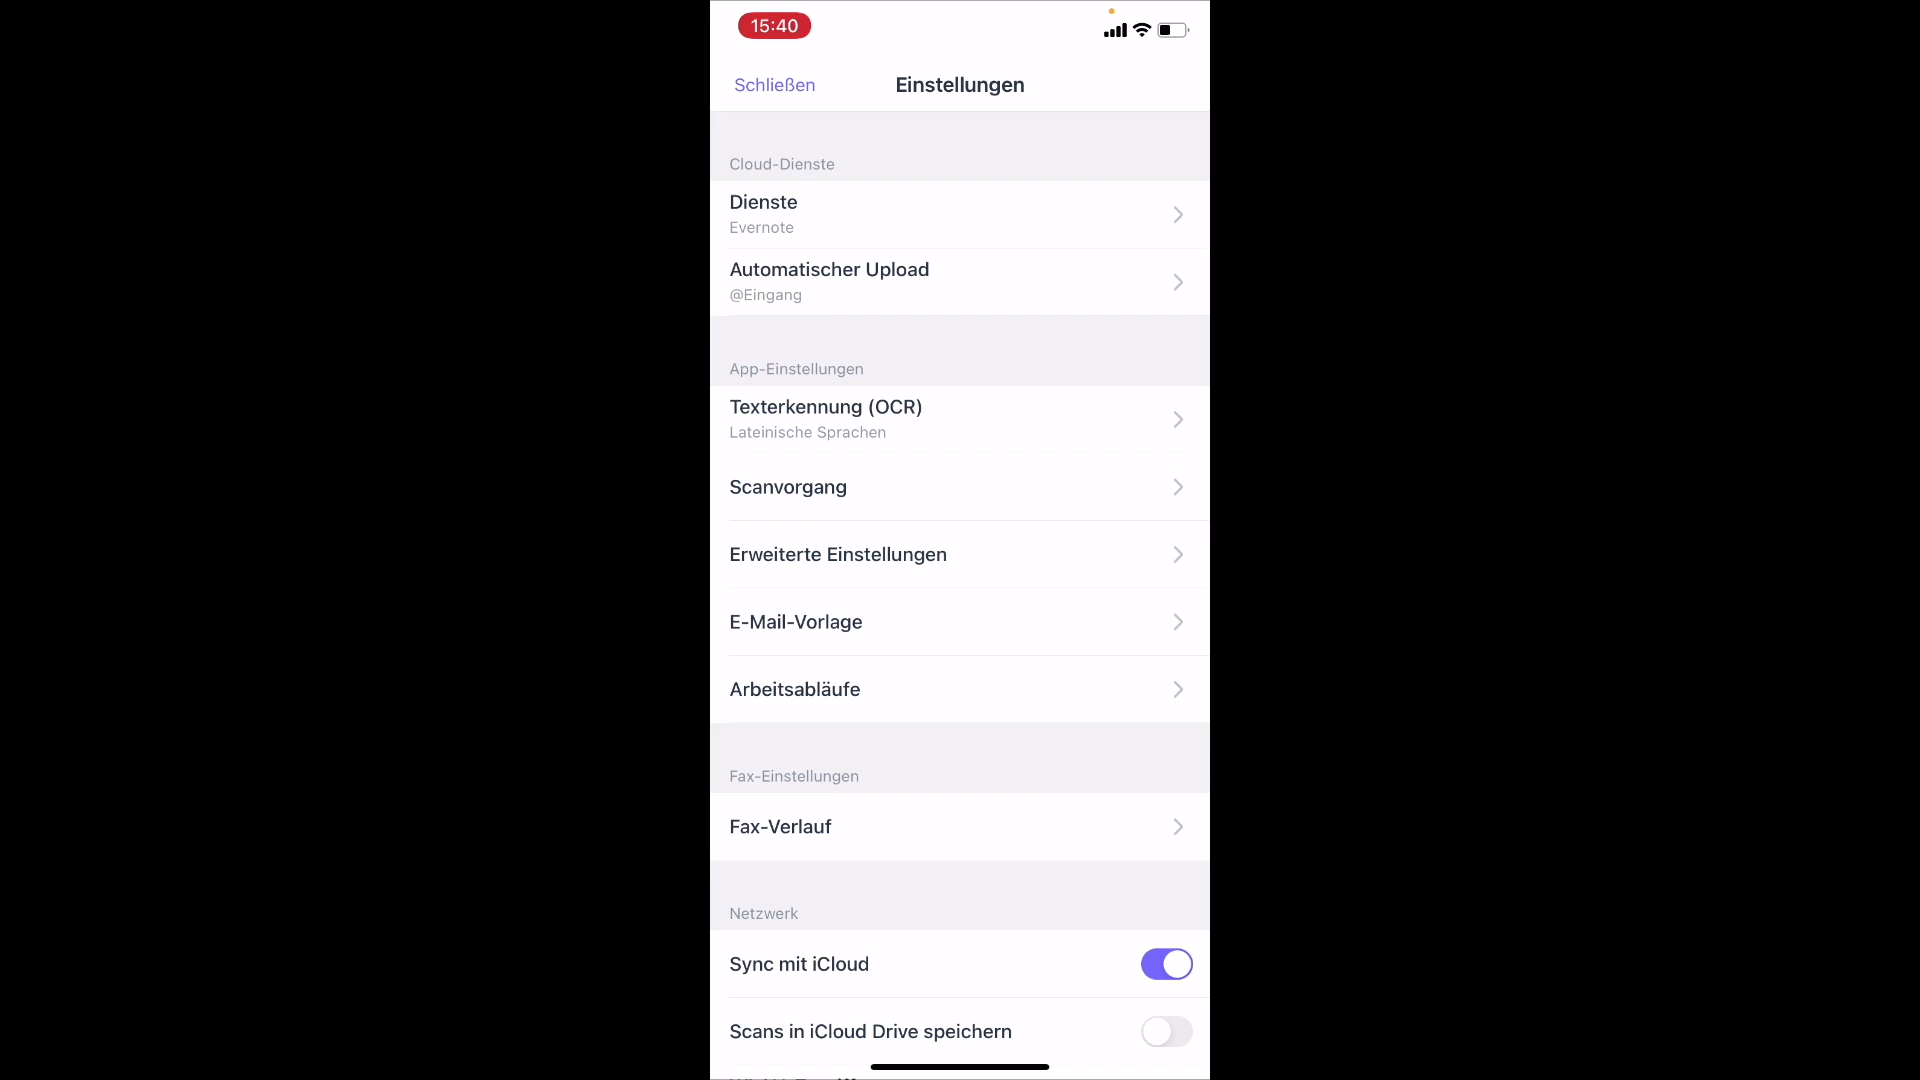 15:40
Schließen
Einstellungen
Cloud-Dienste
Dienste
Evernote
Automatischer Upload
@Eingang
App-Einstellungen
Texterkennung (OCR)
Lateinische Sprachen
Scanvorgang
Erweiterte Einstellungen
E-Mail-Vorlage
Arbeitsabläufe
Fax-Einstellungen
Fax-Verlauf
Netzwerk
Sync mit iCloud
Scans in iCloud Drive speichern